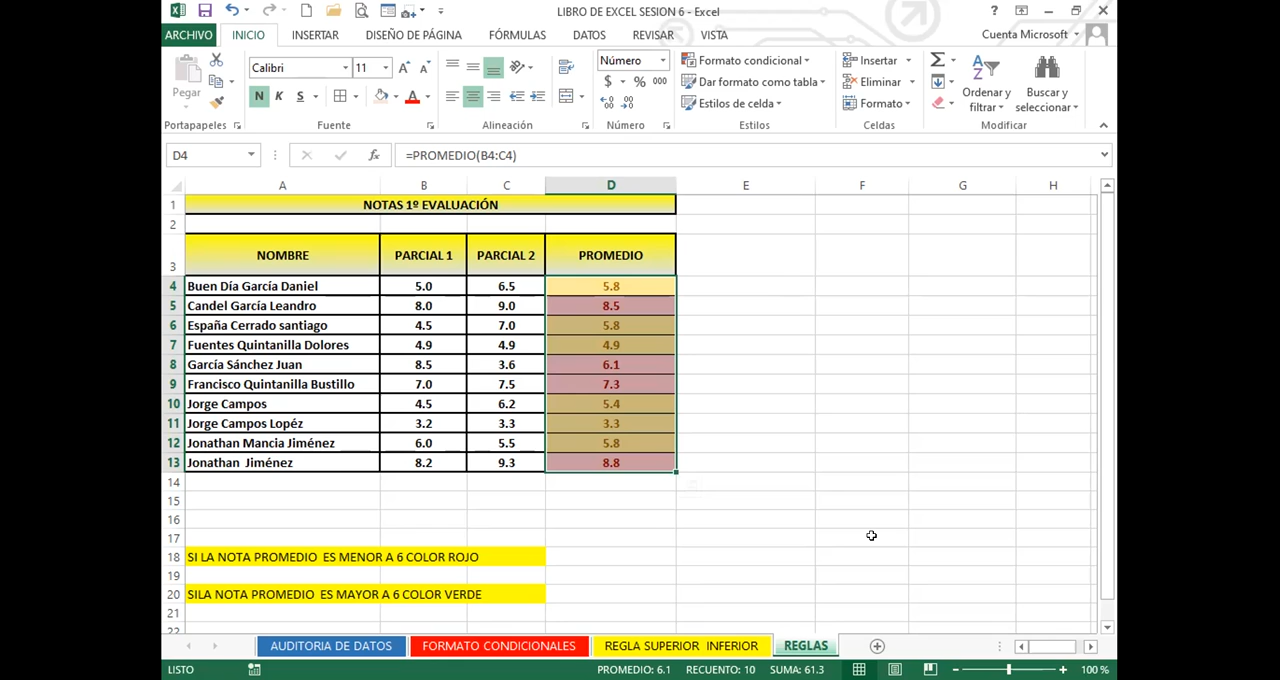 LIBRO DE EXCEL SESION 6 - Excel
ARCHIVO INICIO INSERTAR DISEÑO DE PÁGINA FÓRMULAS DATOS REVISAR VISTA Cuenta Microsoft
Pegar
Calibri 11
N K S
Número
$ % 000
Formato condicional
Dar formato como tabla
Estilos de celda
Insertar
Eliminar
Formato
Ordenar y filtrar
Buscar y seleccionar
Portapapeles Fuente Alineación Número Estilos Celdas Modificar
D4 fx =PROMEDIO(B4:C4)
A B C D E F G H
1 NOTAS 1º EVALUACIÓN
2
3 NOMBRE PARCIAL 1 PARCIAL 2 PROMEDIO
4 Buen Día García Daniel 5.0 6.5 5.8
5 Candel García Leandro 8.0 9.0 8.5
6 España Cerrado santiago 4.5 7.0 5.8
7 Fuentes Quintanilla Dolores 4.9 4.9 4.9
8 García Sánchez Juan 8.5 3.6 6.1
9 Francisco Quintanilla Bustillo 7.0 7.5 7.3
10 Jorge Campos 4.5 6.2 5.4
11 Jorge Campos Lopéz 3.2 3.3 3.3
12 Jonathan Mancia Jiménez 6.0 5.5 5.8
13 Jonathan Jiménez 8.2 9.3 8.8
14
15
16
17
18 SI LA NOTA PROMEDIO ES MENOR A 6 COLOR ROJO
19
20 SILA NOTA PROMEDIO ES MAYOR A 6 COLOR VERDE
21
22
AUDITORIA DE DATOS FORMATO CONDICIONALES REGLA SUPERIOR INFERIOR REGLAS
LISTO PROMEDIO: 6.1 RECUENTO: 10 SUMA: 61.3 100 %